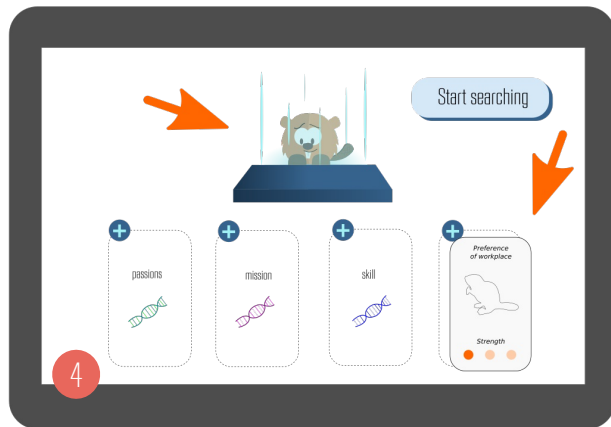 Start searching
+
+
+
+
passions
mission
skill
Preference
of workplace
Strength
4